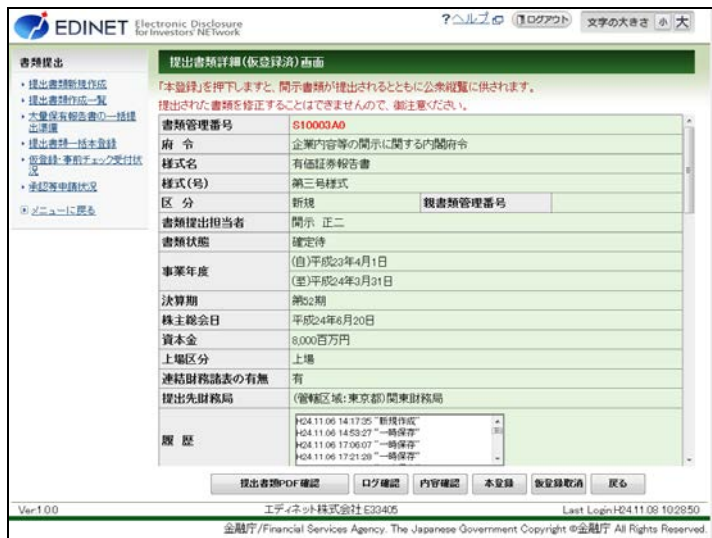 EDINET Electronic Disclosure for Investors' NETwork
?ヘルプ ログアウト 文字の大きさ 小 大
書類提出
・提出書類新規作成
・提出書類作成一覧
・大量保有報告書の一括提出準備
・提出書類一括本登録
・仮登録・事前チェック受付状況
・承認等申請状況
メニューに戻る
提出書類詳細(仮登録済)画面
「本登録」を押下しますと、開示書類が提出されるとともに公衆縦覧に供されます。
提出された書類を修正することはできませんので、御注意ください。
書類管理番号 S10003A0
府 令 企業内容等の開示に関する内閣府令
様式名 有価証券報告書
様式(号) 第三号様式
区 分 新規 親書類管理番号
書類提出担当者 開示 正二
書類状態 確定待
事業年度 (自)平成23年4月1日
(至)平成24年3月31日
決算期 第52期
株主総会日 平成24年6月20日
資本金 8,000百万円
上場区分 上場
連結財務諸表の有無 有
提出先財務局 (管轄区域:東京都)関東財務局
履 歴 H24.11.06 14:17:35 "新規作成"
H24.11.06 14:53:27 "一時保存"
H24.11.06 17:06:07 "一時保存"
H24.11.06 17:21:28 "一時保存"
提出書類PDF確認 ログ確認 内容確認 本登録 仮登録取消 戻る
Ver:1.0.0 エディネット株式会社 E33405 Last Login:H24.11.08 10:28:50
金融庁/Financial Services Agency. The Japanese Government Copyright ©金融庁 All Rights Reserved.